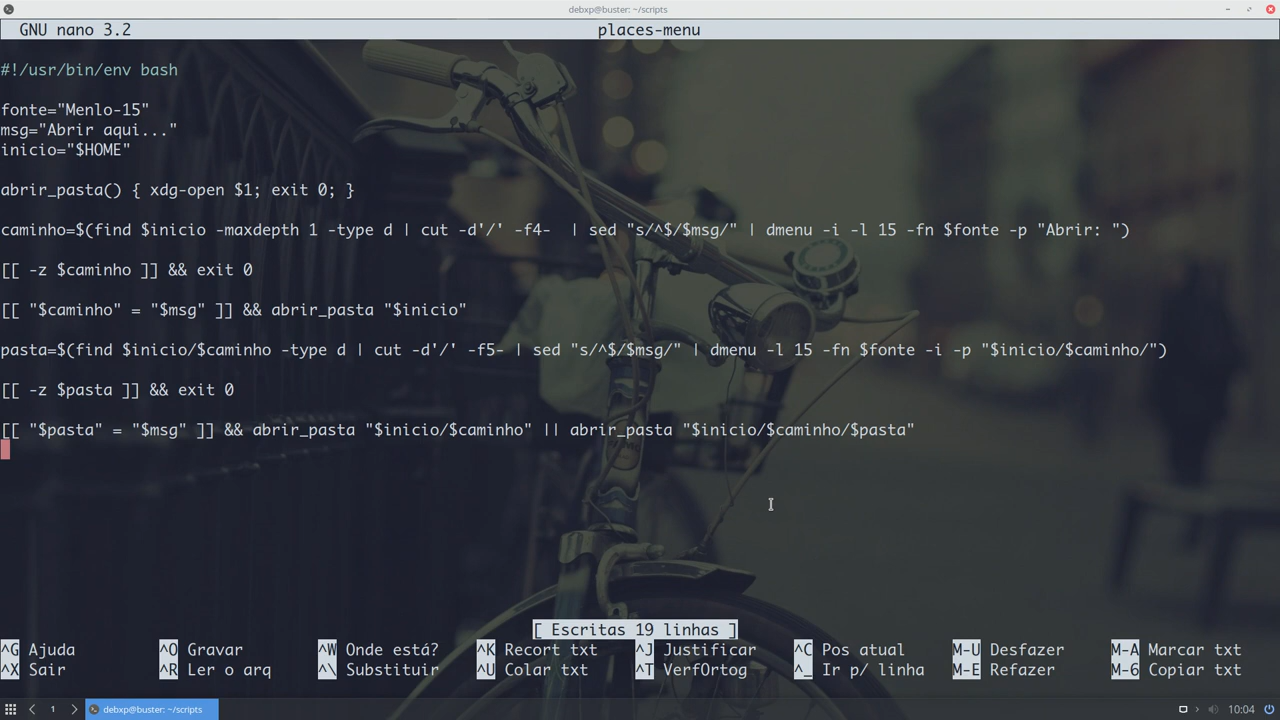 debxp@buster: ~/scripts
GNU nano 3.2 places-menu
#!/usr/bin/env bash
fonte="Menlo-15"
msg="Abrir aqui..."
inicio="$HOME"
abrir_pasta() { xdg-open $1; exit 0; }
caminho=$(find $inicio -maxdepth 1 -type d | cut -d'/' -f4-  | sed "s/^$/$msg/" | dmenu -i -l 15 -fn $fonte -p "Abrir: ")
[[ -z $caminho ]] && exit 0
[[ "$caminho" = "$msg" ]] && abrir_pasta "$inicio"
pasta=$(find $inicio/$caminho -type d | cut -d'/' -f5- | sed "s/^$/$msg/" | dmenu -l 15 -fn $fonte -i -p "$inicio/$caminho/")
[[ -z $pasta ]] && exit 0
[[ "$pasta" = "$msg" ]] && abrir_pasta "$inicio/$caminho" || abrir_pasta "$inicio/$caminho/$pasta"
[ Escritas 19 linhas ]
^G Ajuda ^O Gravar ^W Onde está? ^K Recort txt ^J Justificar ^C Pos atual M-U Desfazer M-A Marcar txt
^X Sair ^R Ler o arq ^\ Substituir ^U Colar txt ^T VerfOrtog ^_ Ir p/ linha M-E Refazer M-6 Copiar txt
1 debxp@buster: ~/scripts 10:04